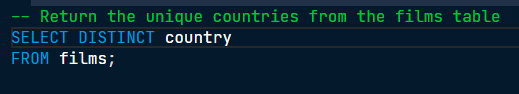 -- Return the unique countries from the films table
SELECT DISTINCT country
FROM films;